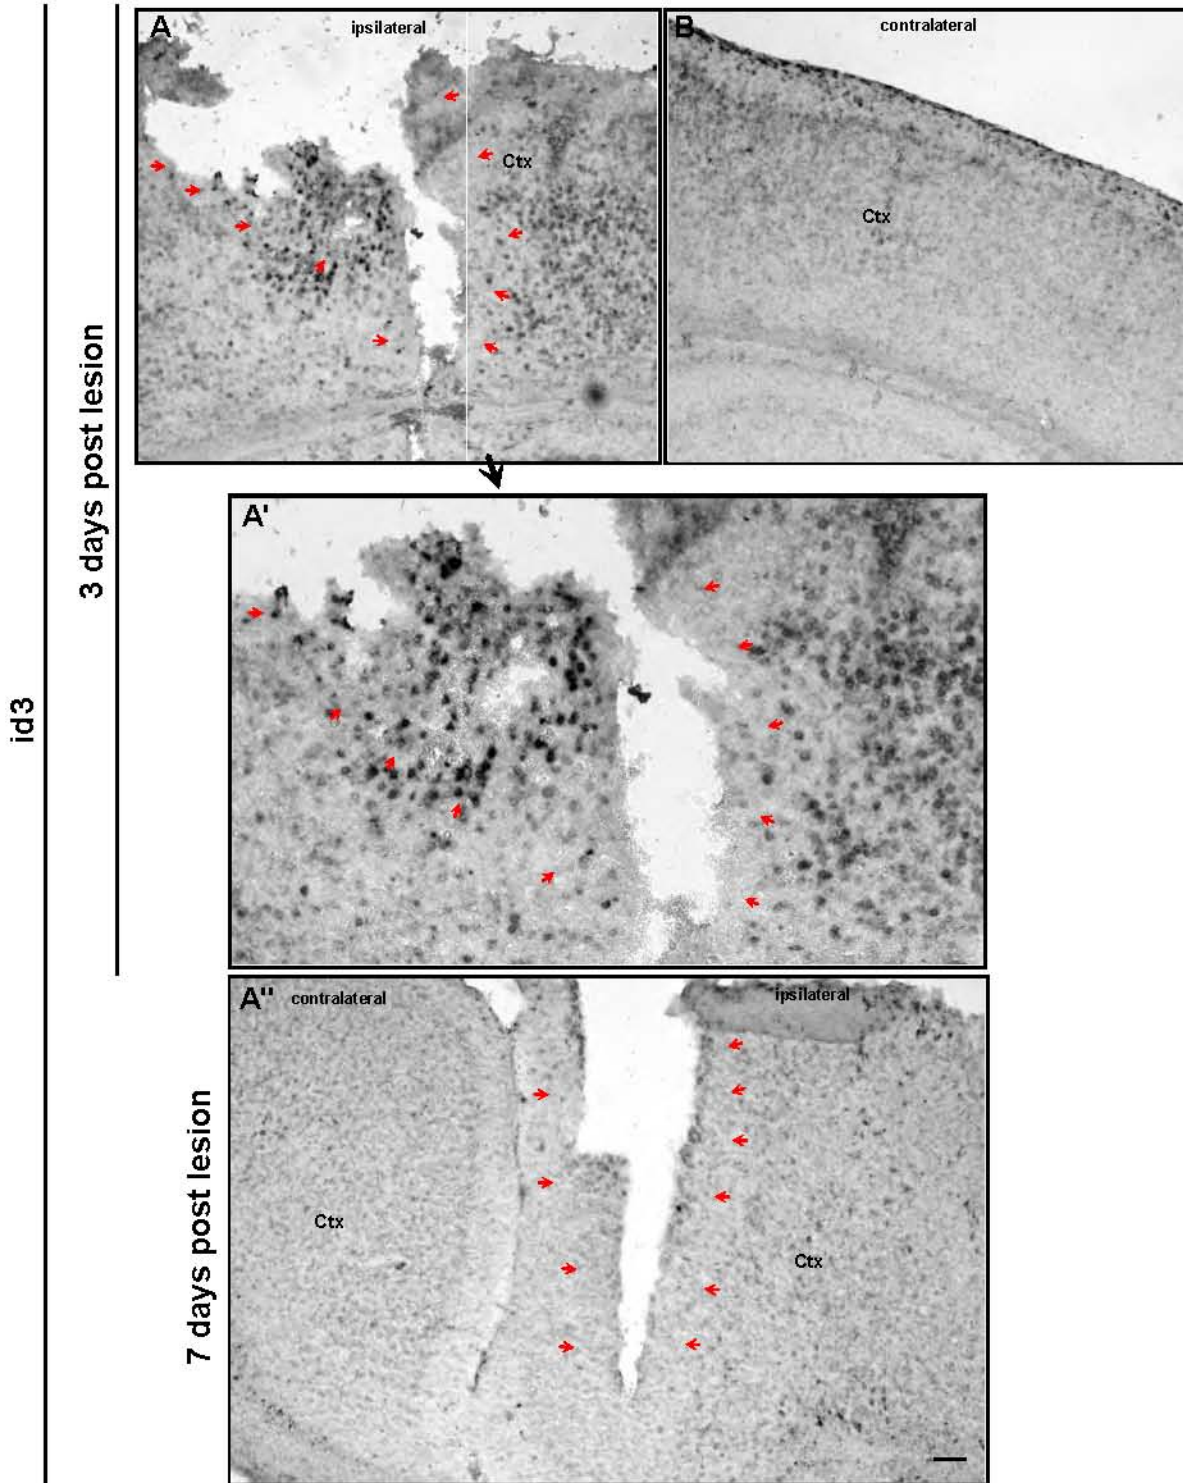 id3
3 days post lesion
A
ipsilateral
Ctx
B
contralateral
Ctx
A'
7 days post lesion
A"
contralateral
ipsilateral
Ctx
Ctx